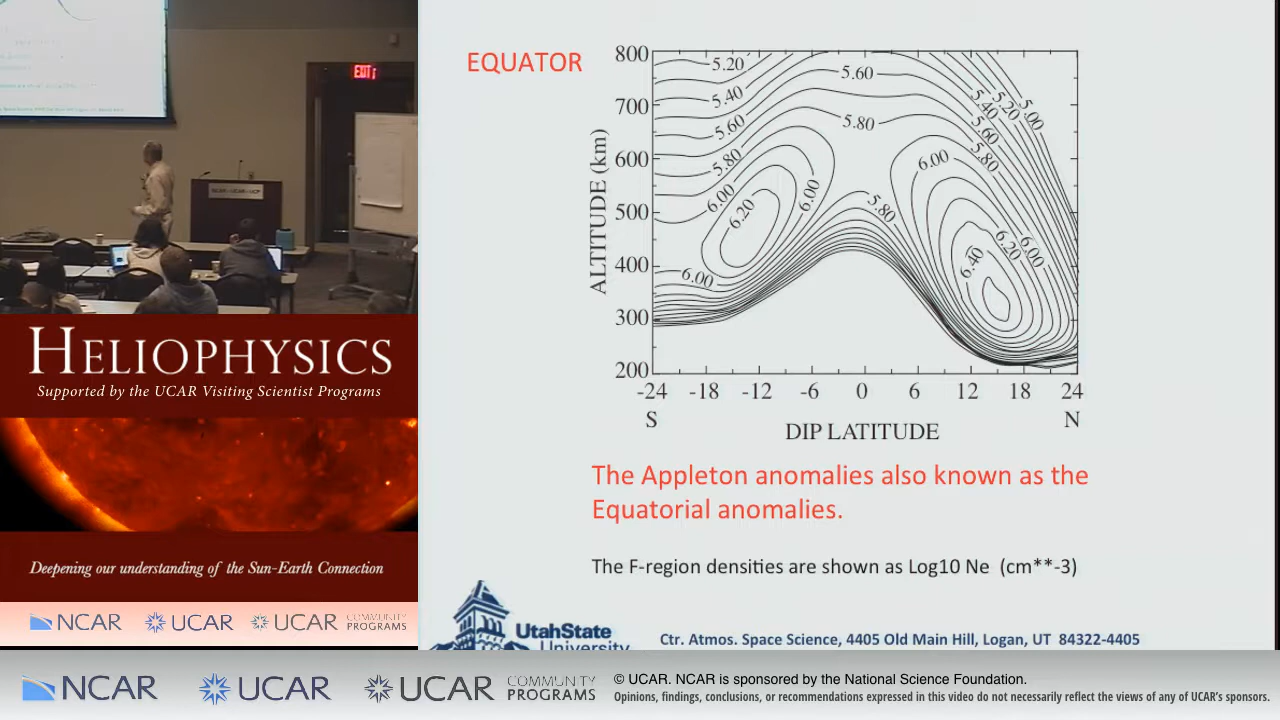 EXIT
NCAR • UCAR • UCP
HELIOPHYSICS
Supported by the UCAR Visiting Scientist Programs
Deepening our understanding of the Sun-Earth Connection
NCAR UCAR UCAR COMMUNITY PROGRAMS
EQUATOR
800
700
600
500
400
300
200
ALTITUDE (km)
5.20
5.40
5.60
5.80
6.00
6.20
6.00
6.00
5.60
5.80
5.80
6.00
5.40
5.20
5.00
5.60
5.80
6.40
6.20
6.00
-24 -18 -12 -6 0 6 12 18 24
S N
DIP LATITUDE
The Appleton anomalies also known as the
Equatorial anomalies.
The F-region densities are shown as Log10 Ne (cm**-3)
UtahState
University
Ctr. Atmos. Space Science, 4405 Old Main Hill, Logan, UT 84322-4405
NCAR UCAR UCAR COMMUNITY PROGRAMS
© UCAR. NCAR is sponsored by the National Science Foundation.
Opinions, findings, conclusions, or recommendations expressed in this video do not necessarily reflect the views of any of UCAR's sponsors.